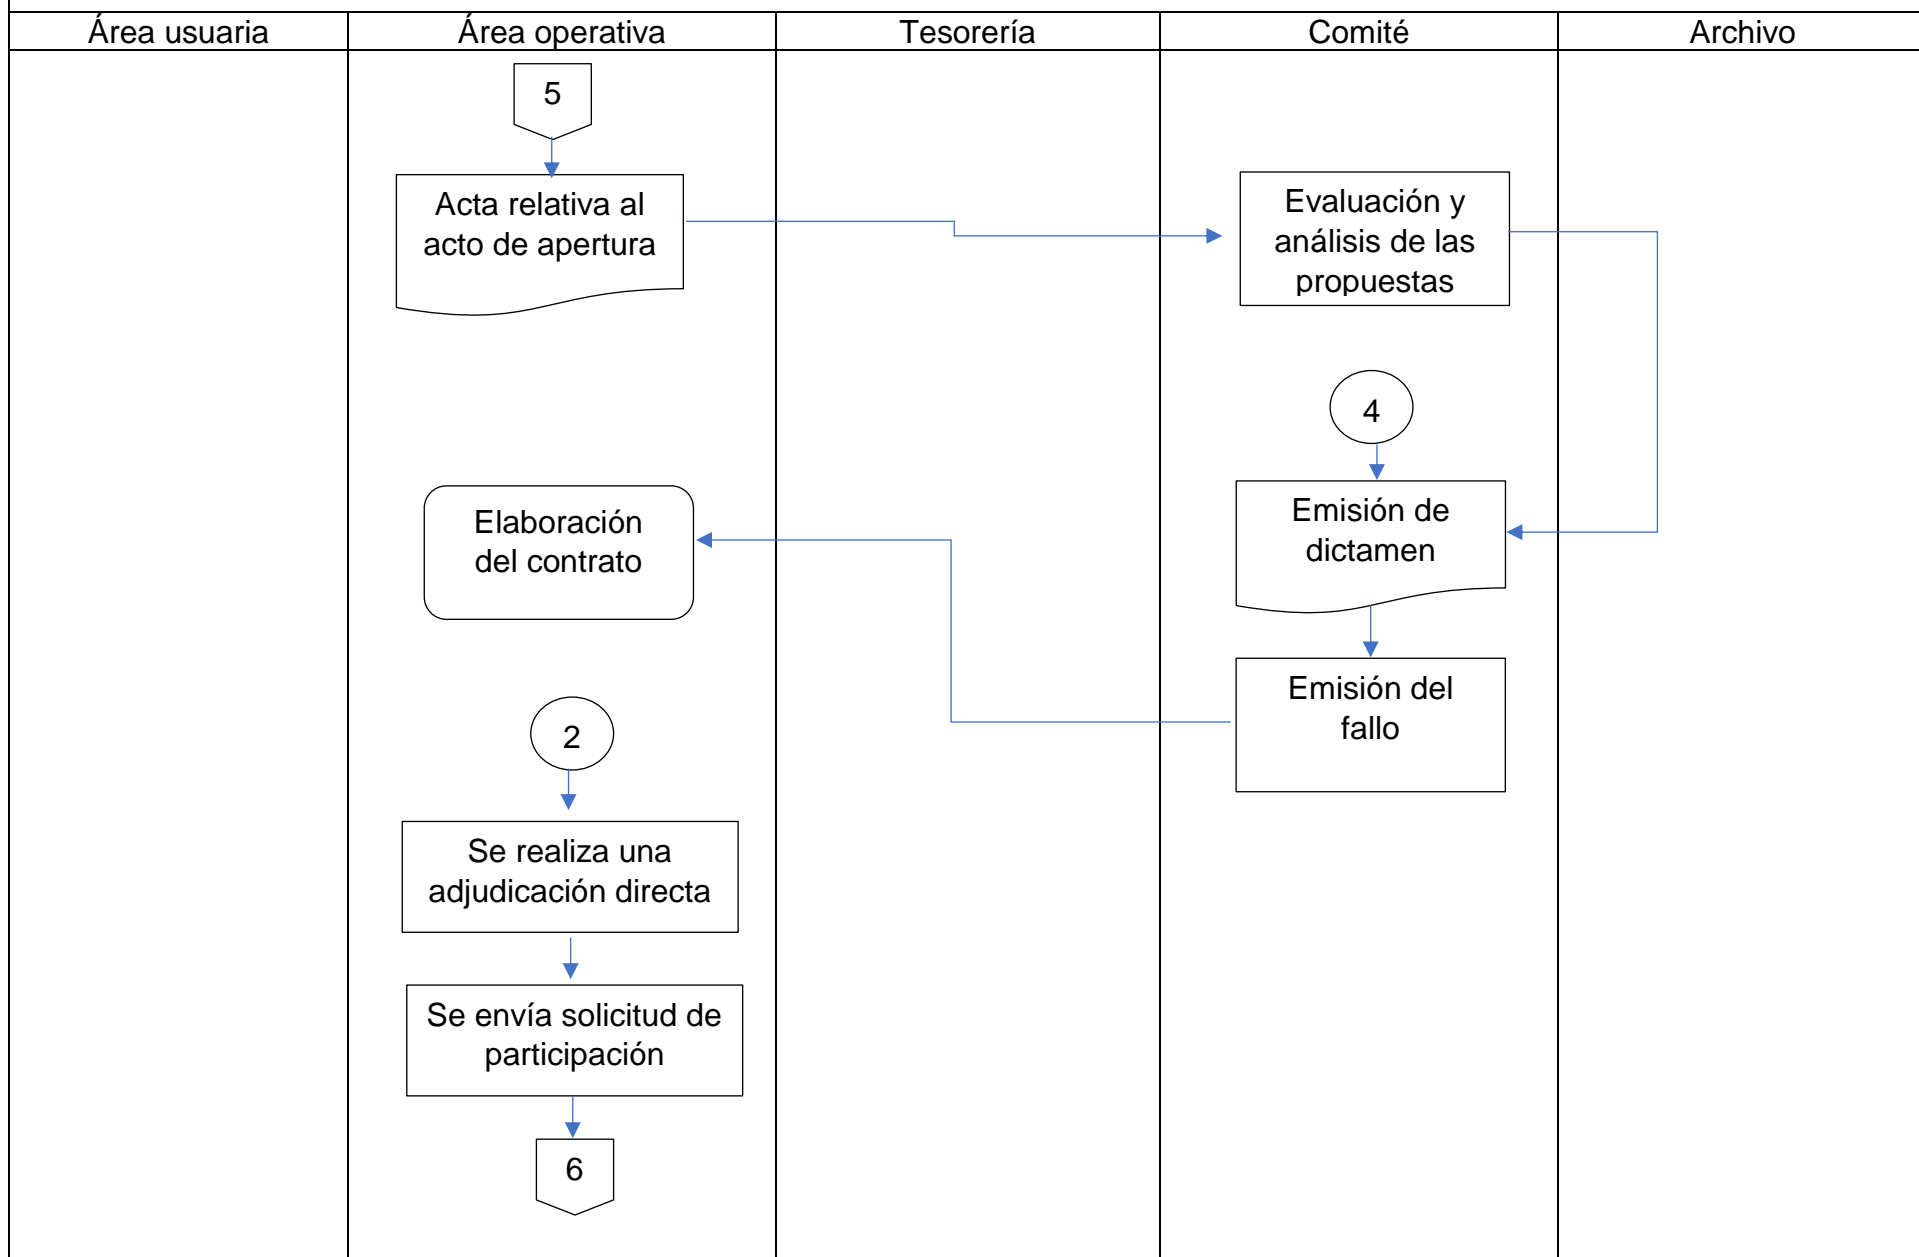 Área usuaria
Área operativa
Tesorería
Comité
Archivo
5
Acta relativa al
acto de apertura
Evaluación y
análisis de las
propuestas
4
Emisión de
dictamen
Elaboración
del contrato
Emisión del
fallo
2
Se realiza una
adjudicación directa
Se envía solicitud de
participación
6